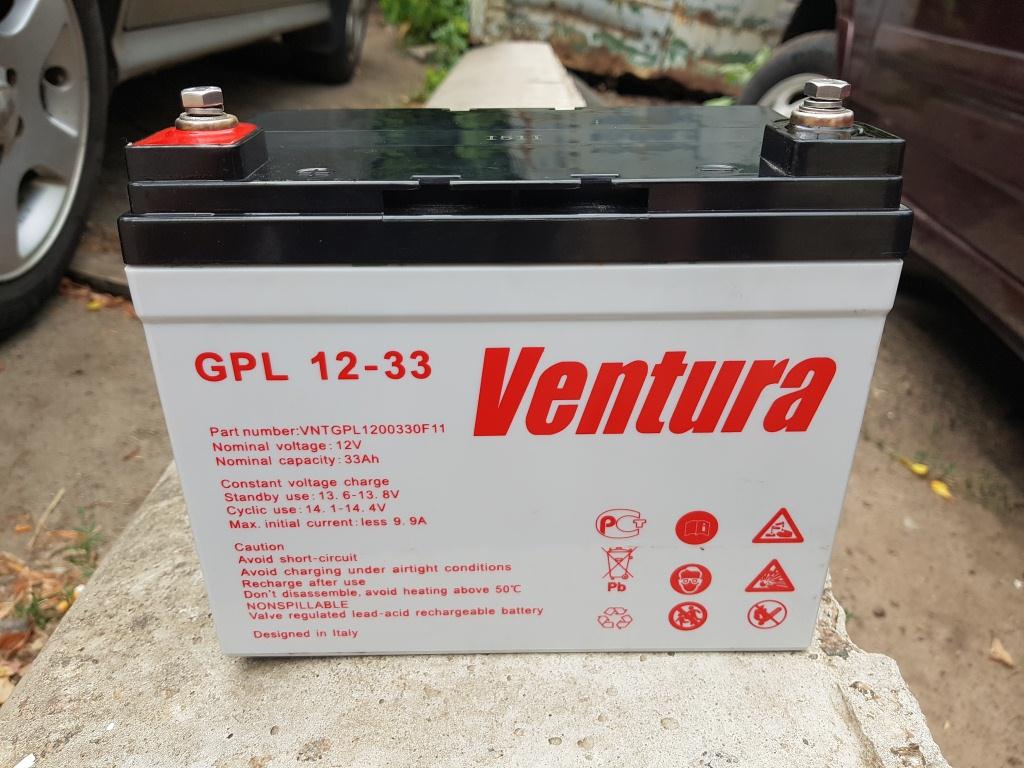 1511
GPL 12-33
Ventura
Part number:VNTGPL1200330F11
Nominal voltage:12V
Nominal capacity:33Ah
Constant voltage charge
Standby use:13.6-13.8V
Cyclic use:14.1-14.4V
Max. initial current:less 9.9A
Caution
Avoid short-circuit
Avoid charging under airtight conditions
Recharge after use
Don't disassemble, avoid heating above 50℃
NONSPILLABLE
Valve regulated lead-acid rechargeable battery
Designed in Italy
РСТ
Pb